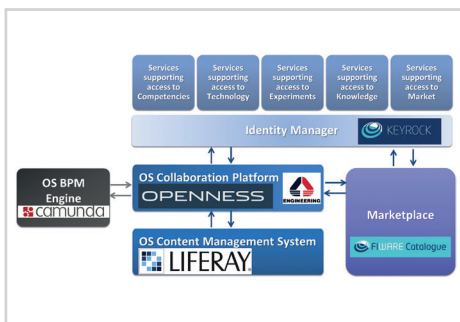 Services
supporting
access to
Competencies
Services
supporting
access to
Technology
Services
supporting
access to
Experiments
Services
supporting
access to
Knowledge
Services
supporting
access to
Market
Identity Manager
KEYROCK
OS BPM
Engine
camunda
OS Collaboration Platform
OPENNESS
ENGINEERING
Marketplace
FIWARE Catalogue
OS Content Management System
LIFERAY.